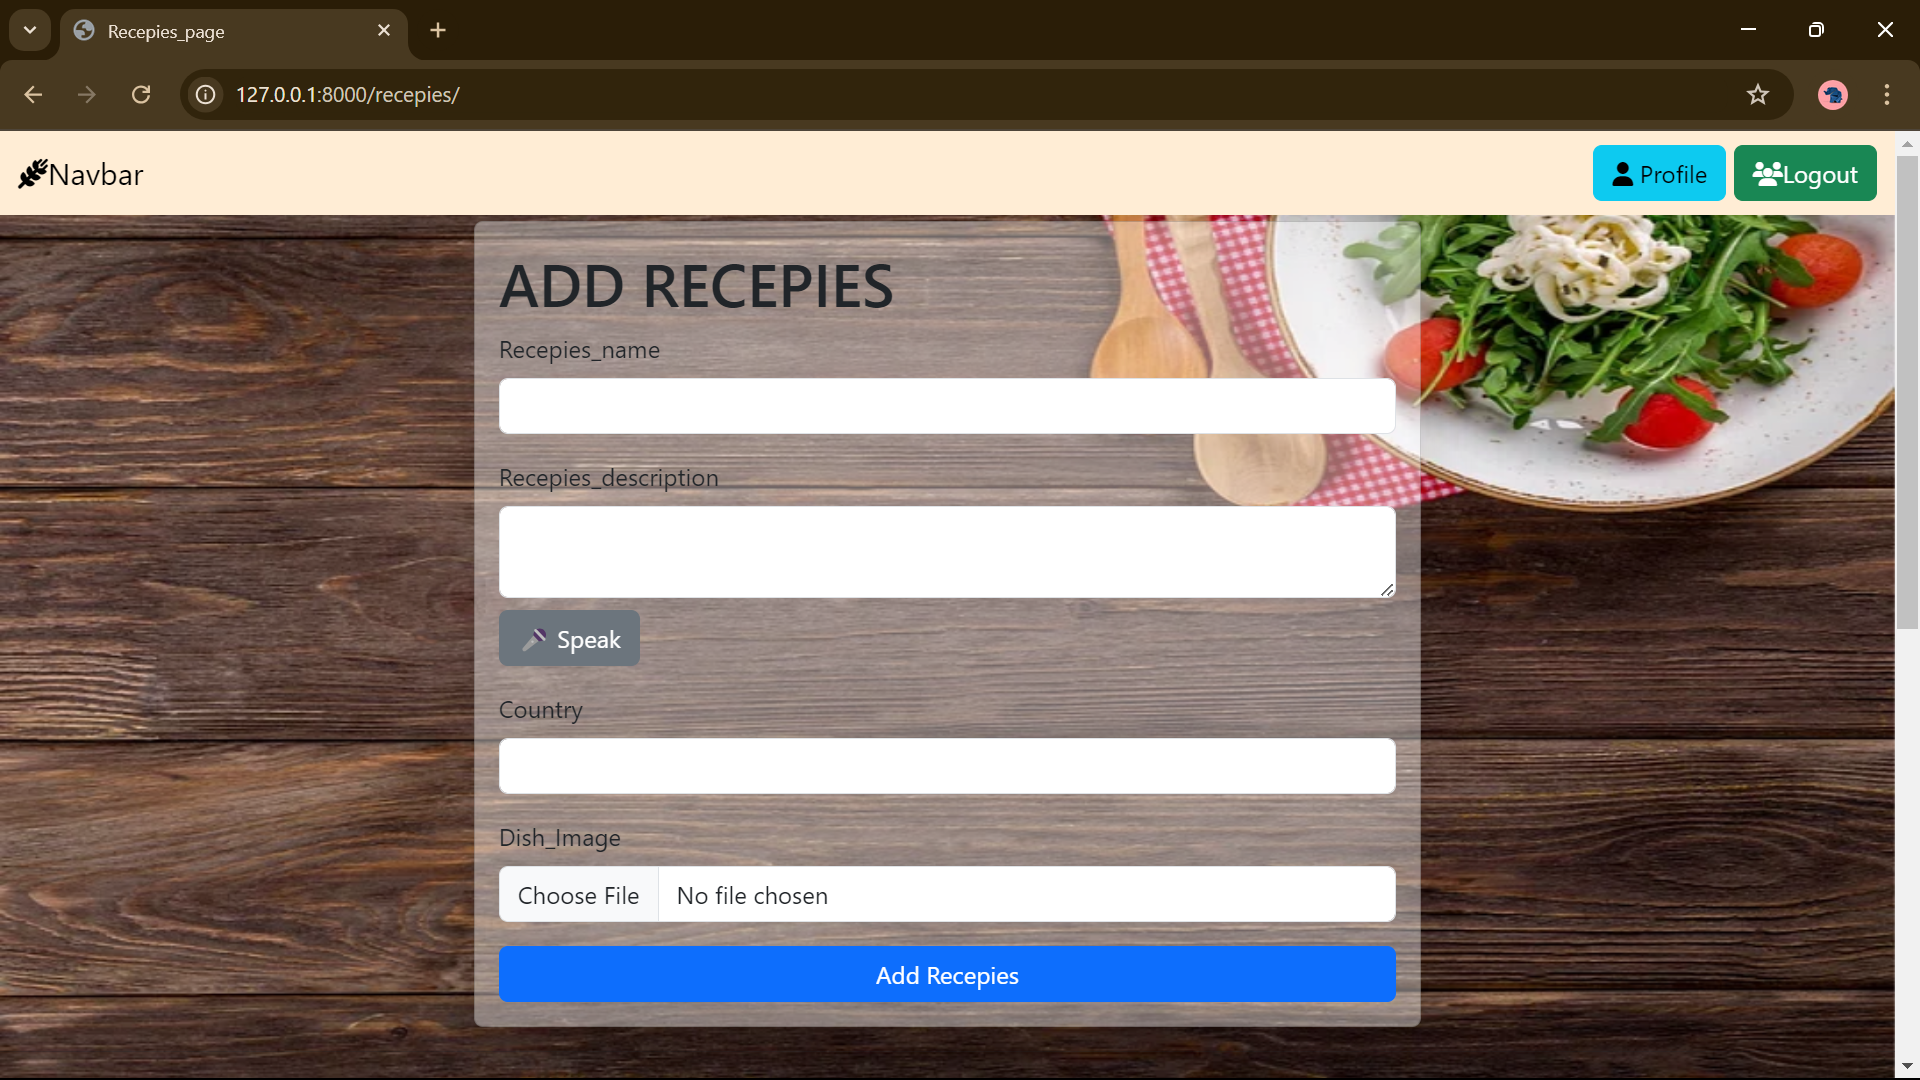 Recepies_page
127.0.0.1:8000/recepies/
Navbar
Profile
Logout
ADD RECEPIES
Recepies_name
Recepies_description
Speak
Country
Dish_Image
Choose File
No file chosen
Add Recepies